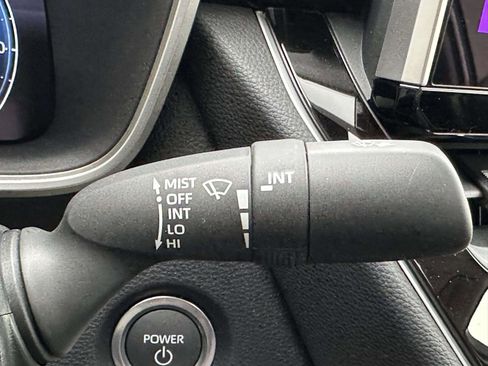 MIST
OFF
INT
LO
HI
INT
POWER